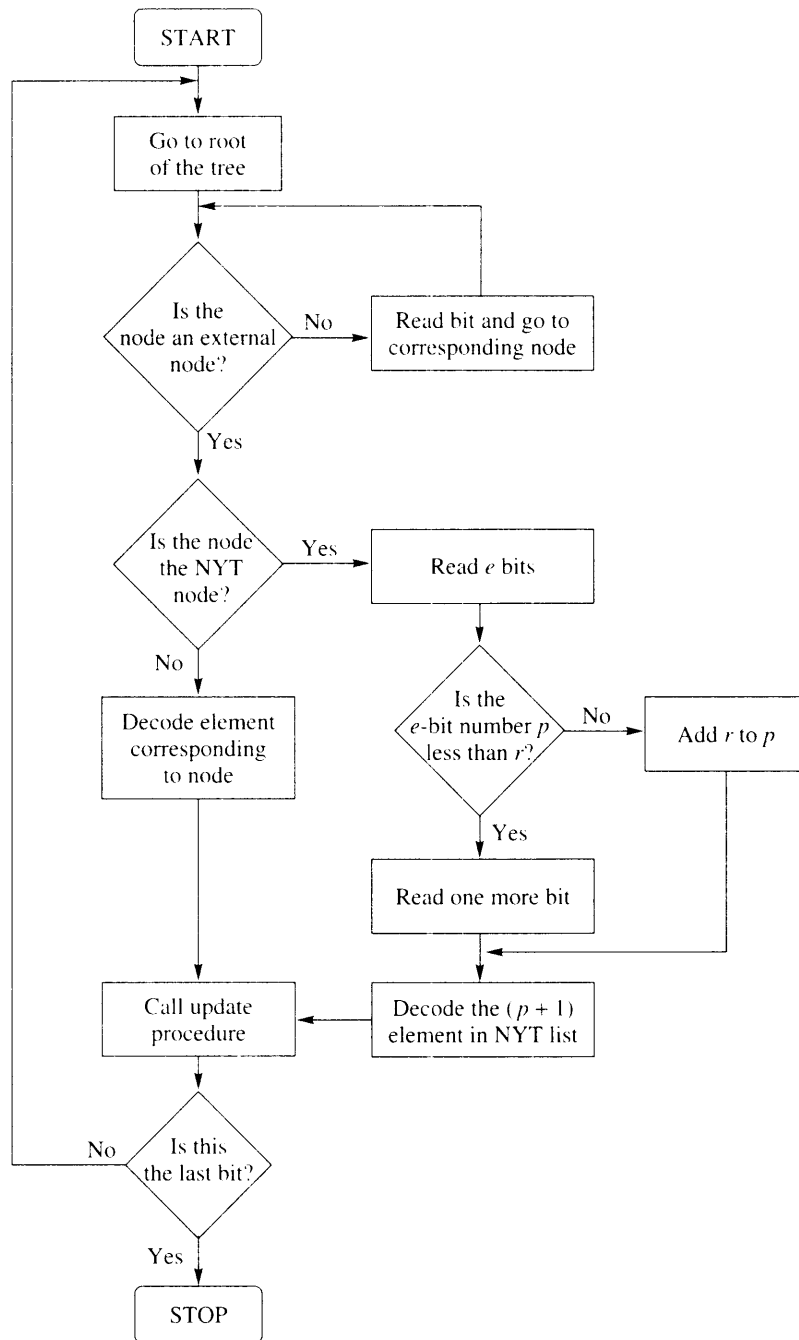 START
Go to root
of the tree
Is the
node an external
node?
No
Read bit and go to
corresponding node
Yes
Is the node
the NYT
node?
Yes
Read e bits
No
Decode element
corresponding
to node
Is the
e-bit number p
less than r?
No
Add r to p
Yes
Read one more bit
Call update
procedure
Decode the (p + 1)
element in NYT list
No
Is this
the last bit?
Yes
STOP